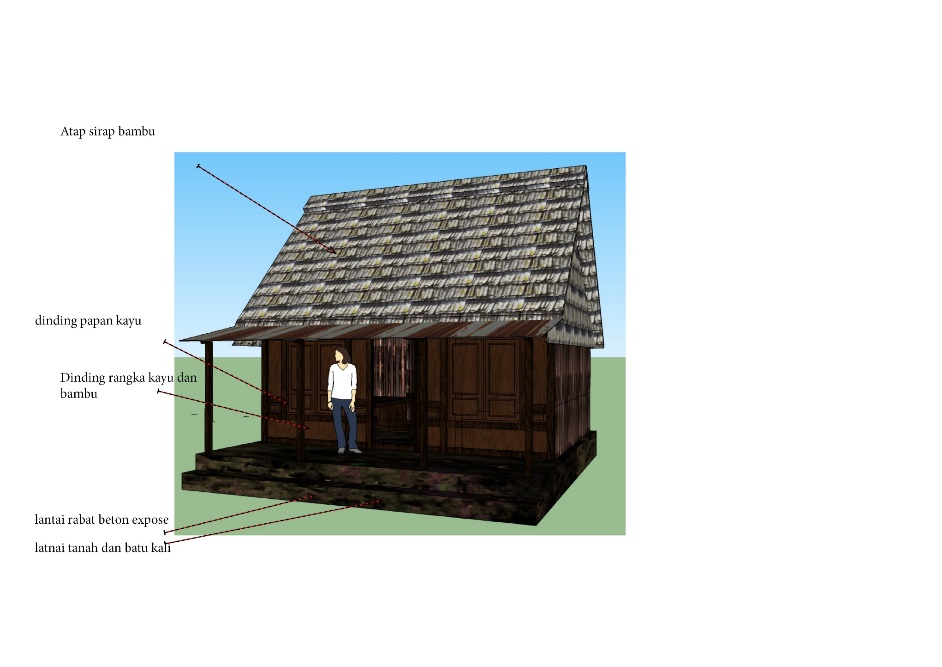 Atap sirap bambu
dinding papan kayu
Dinding rangka kayu dan
bambu
lantai rabat beton expose
latnai tanah dan batu kali